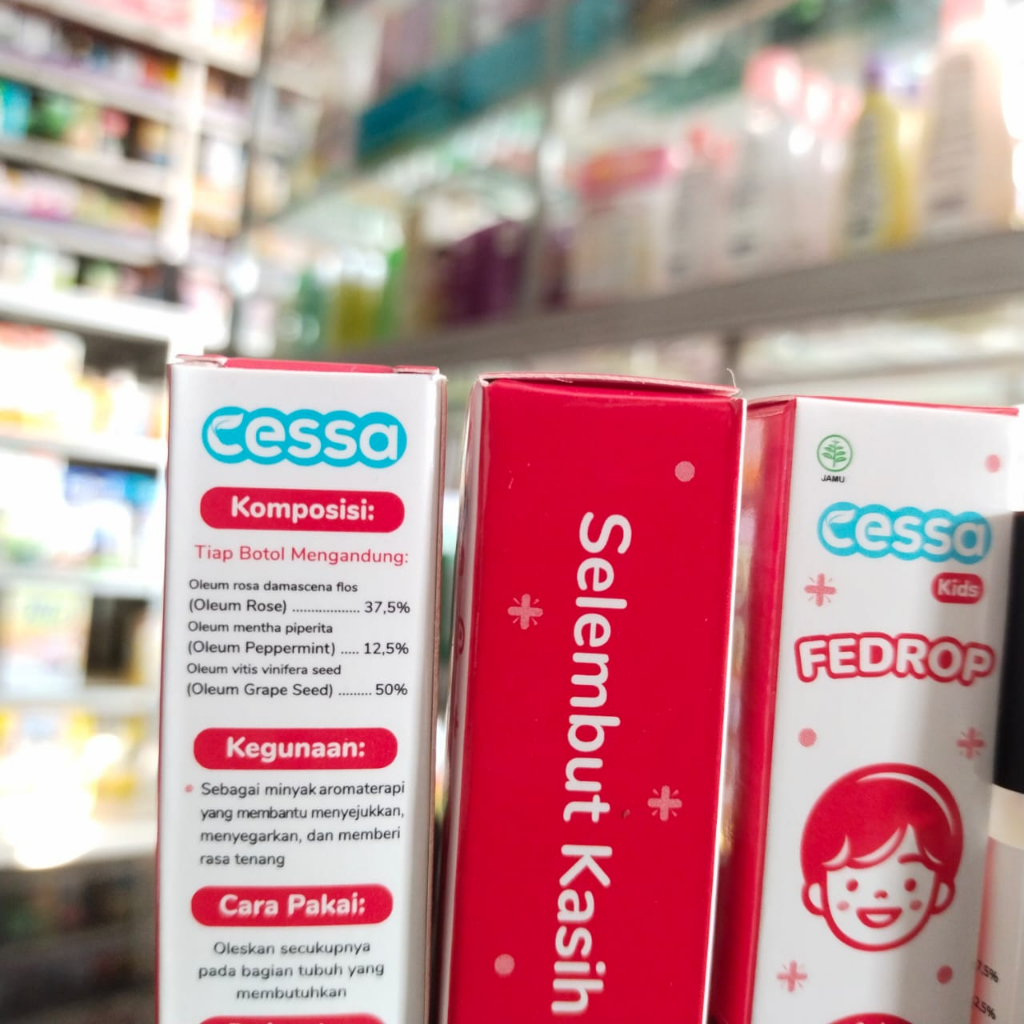 cessa
Komposisi:
Tiap Botol Mengandung:
Oleum rosa damascena flos
(Oleum Rose) .................. 37,5%
Oleum mentha piperita
(Oleum Peppermint) ..... 12,5%
Oleum vitis vinifera seed
(Oleum Grape Seed) ......... 50%
Kegunaan:
Sebagai minyak aromaterapi
yang membantu menyejukkan,
menyegarkan, dan memberi
rasa tenang
Cara Pakai:
Oleskan secukupnya
pada bagian tubuh yang
membutuhkan
Selembut Kasih
JAMU
cessa
Kids
FEDROP